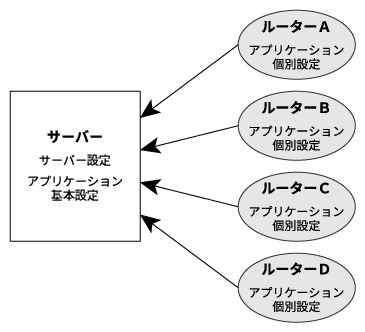 サーバー
サーバー設定
アプリケーション
基本設定
ルーターA
アプリケーション
個別設定
ルーターB
アプリケーション
個別設定
ルーターC
アプリケーション
個別設定
ルーターD
アプリケーション
個別設定